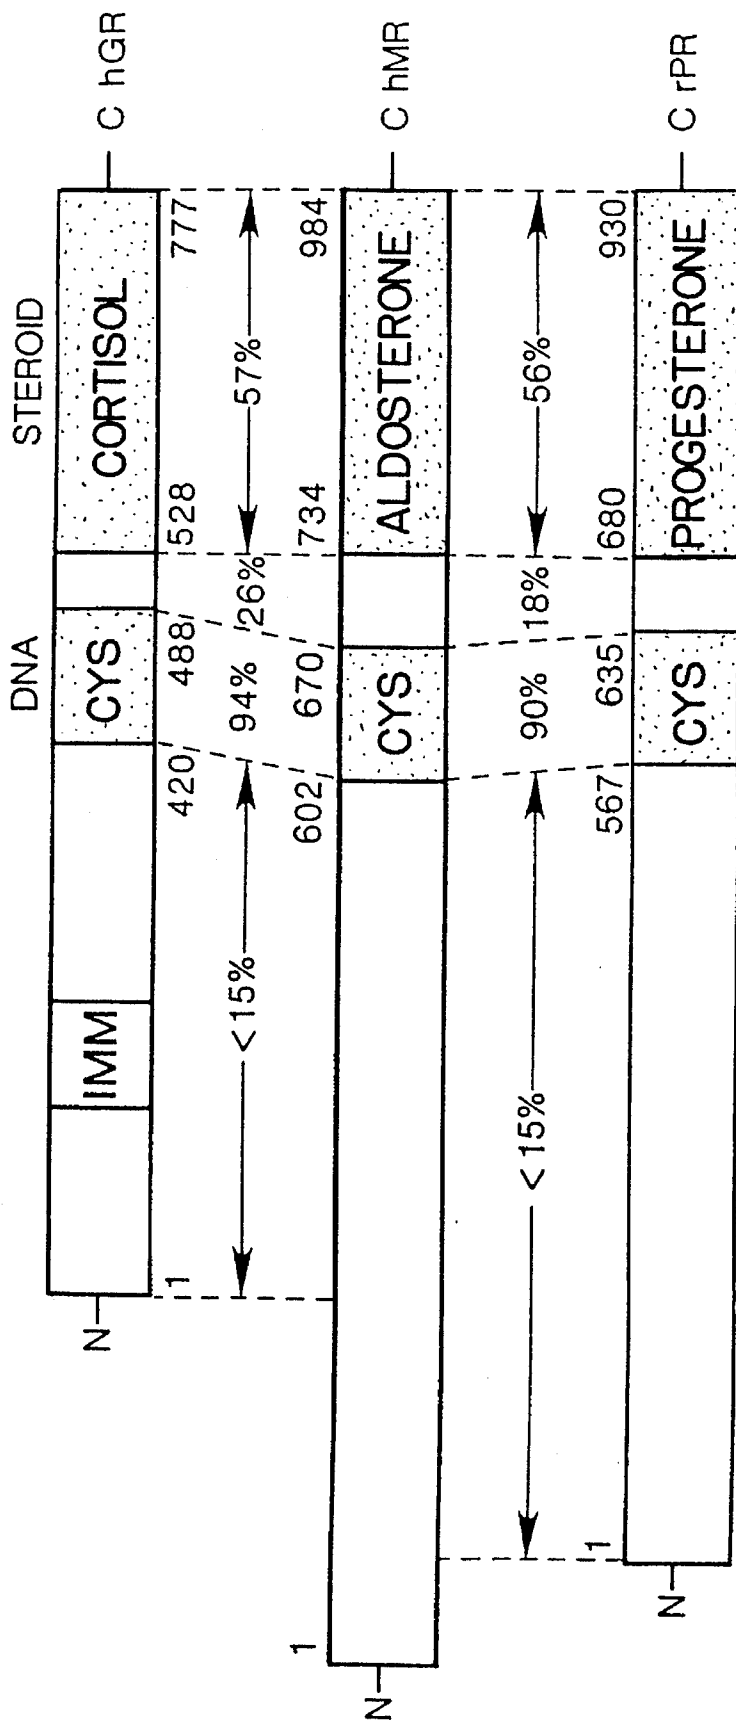 DNA STEROID
N IMM CYS CORTISOL C hGR
1 420 488 528 777
<15% 94% 26% 57%
1 602 670 734 984
N CYS ALDOSTERONE C hMR
<15% 90% 18% 56%
1 567 635 680 930
N CYS PROGESTERONE C rPR